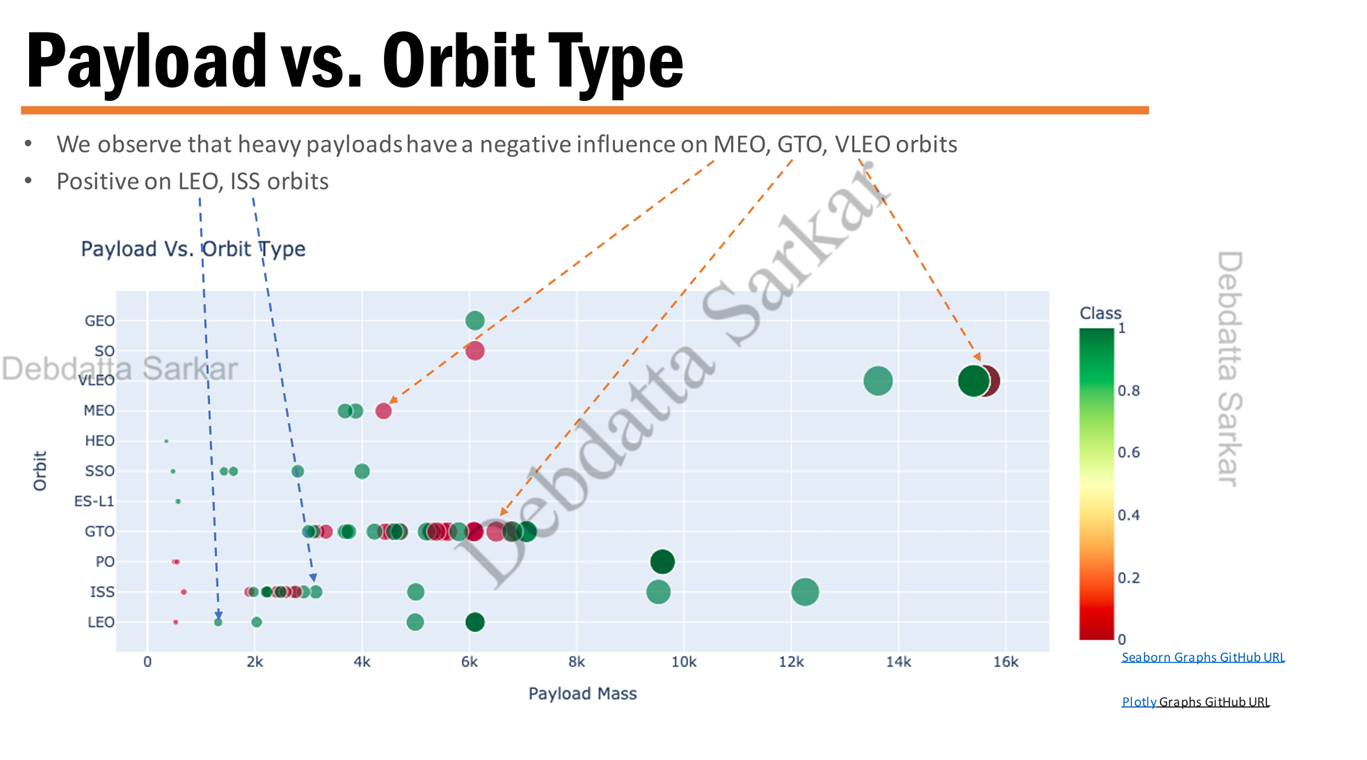 Payload vs. Orbit Type
• We observe that heavy payloads have a negative influence on MEO, GTO, VLEO orbits
• Positive on LEO, ISS orbits
Payload Vs. Orbit Type
Debdatta Sarkar
Debdatta Sarkar
Debdatta Sarkar
Orbit
GEO
SO
VLEO
MEO
HEO
SSO
ES-L1
GTO
PO
ISS
LEO
0 2k 4k 6k 8k 10k 12k 14k 16k
Payload Mass
Class
1
0.8
0.6
0.4
0.2
0
Seaborn Graphs GitHub URL
Plotly Graphs GitHub URL